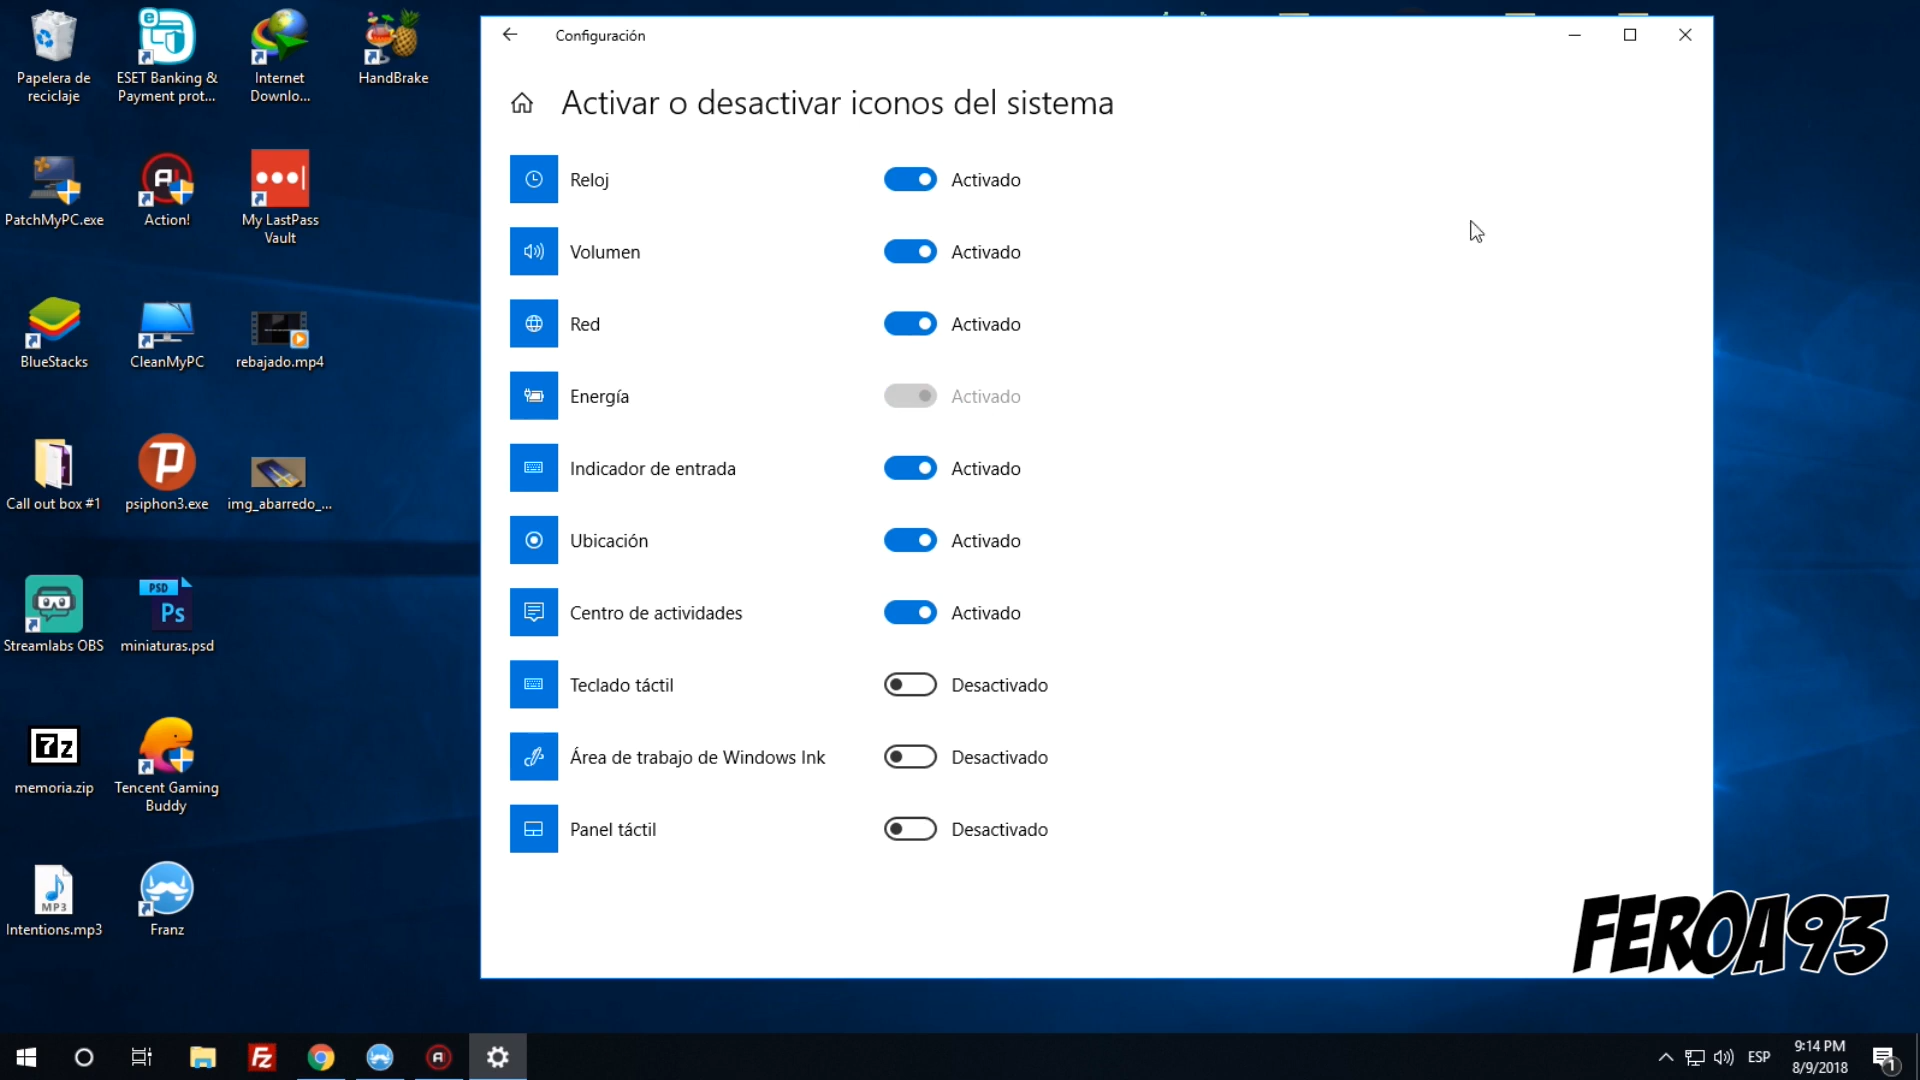 Papelera de
reciclaje
ESET Banking &
Payment prot...
Internet
Downlo...
HandBrake
PatchMyPC.exe
Action!
My LastPass
Vault
BlueStacks
CleanMyPC
rebajado.mp4
Call out box #1
psiphon3.exe
img_abarredo_...
Streamlabs OBS
PSD
Ps
miniaturas.psd
7z
memoria.zip
Tencent Gaming
Buddy
MP3
Intentions.mp3
Franz
Configuración
Activar o desactivar iconos del sistema
Reloj
Activado
Volumen
Activado
Red
Activado
Energía
Activado
Indicador de entrada
Activado
Ubicación
Activado
Centro de actividades
Activado
Teclado táctil
Desactivado
Área de trabajo de Windows Ink
Desactivado
Panel táctil
Desactivado
FEROA93
ESP
9:14 PM
8/9/2018
1